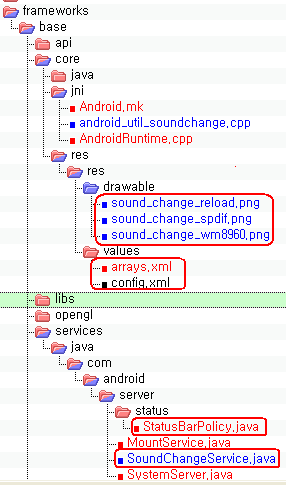 frameworks
base
api
core
java
jni
Android.mk
android_util_soundchange.cpp
AndroidRuntime.cpp
res
res
drawable
sound_change_reload.png
sound_change_spdif.png
sound_change_wm8960.png
values
arrays.xml
config.xml
libs
opengl
services
java
com
android
server
status
StatusBarPolicy.java
MountService.java
SoundChangeService.java
SystemServer.java